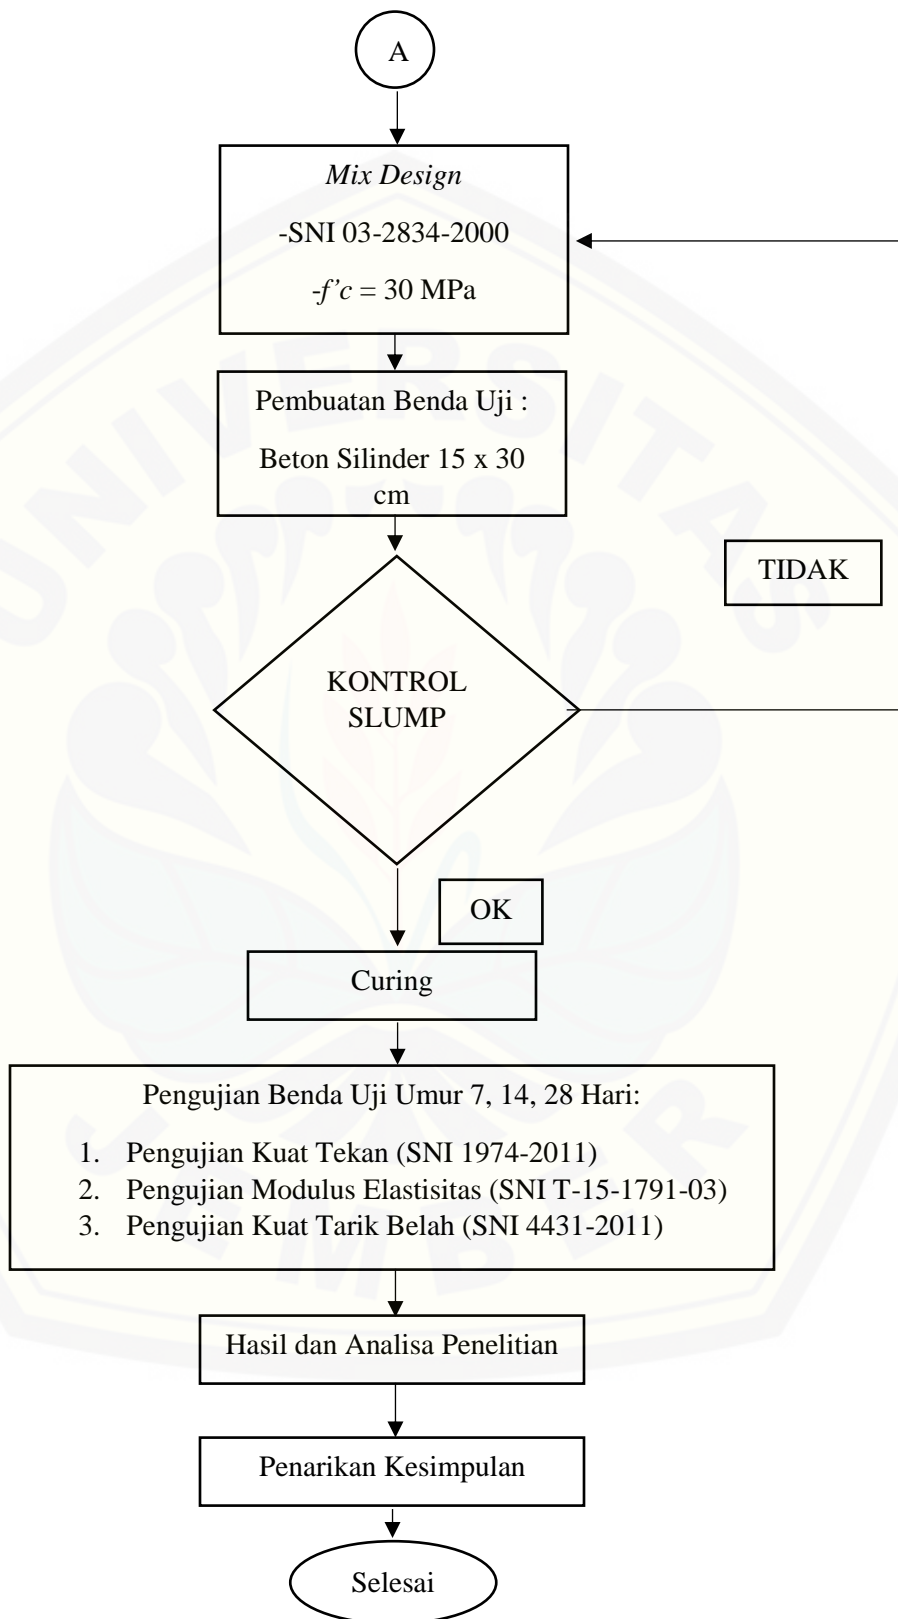 A
Mix Design
-SNI 03-2834-2000
-f’c = 30 MPa
Pembuatan Benda Uji :
Beton Silinder 15 x 30
cm
TIDAK
KONTROL
SLUMP
OK
Curing
Pengujian Benda Uji Umur 7, 14, 28 Hari:
1. Pengujian Kuat Tekan (SNI 1974-2011)
2. Pengujian Modulus Elastisitas (SNI T-15-1791-03)
3. Pengujian Kuat Tarik Belah (SNI 4431-2011)
Hasil dan Analisa Penelitian
Penarikan Kesimpulan
Selesai
UNIVERSITAS
JEMBER